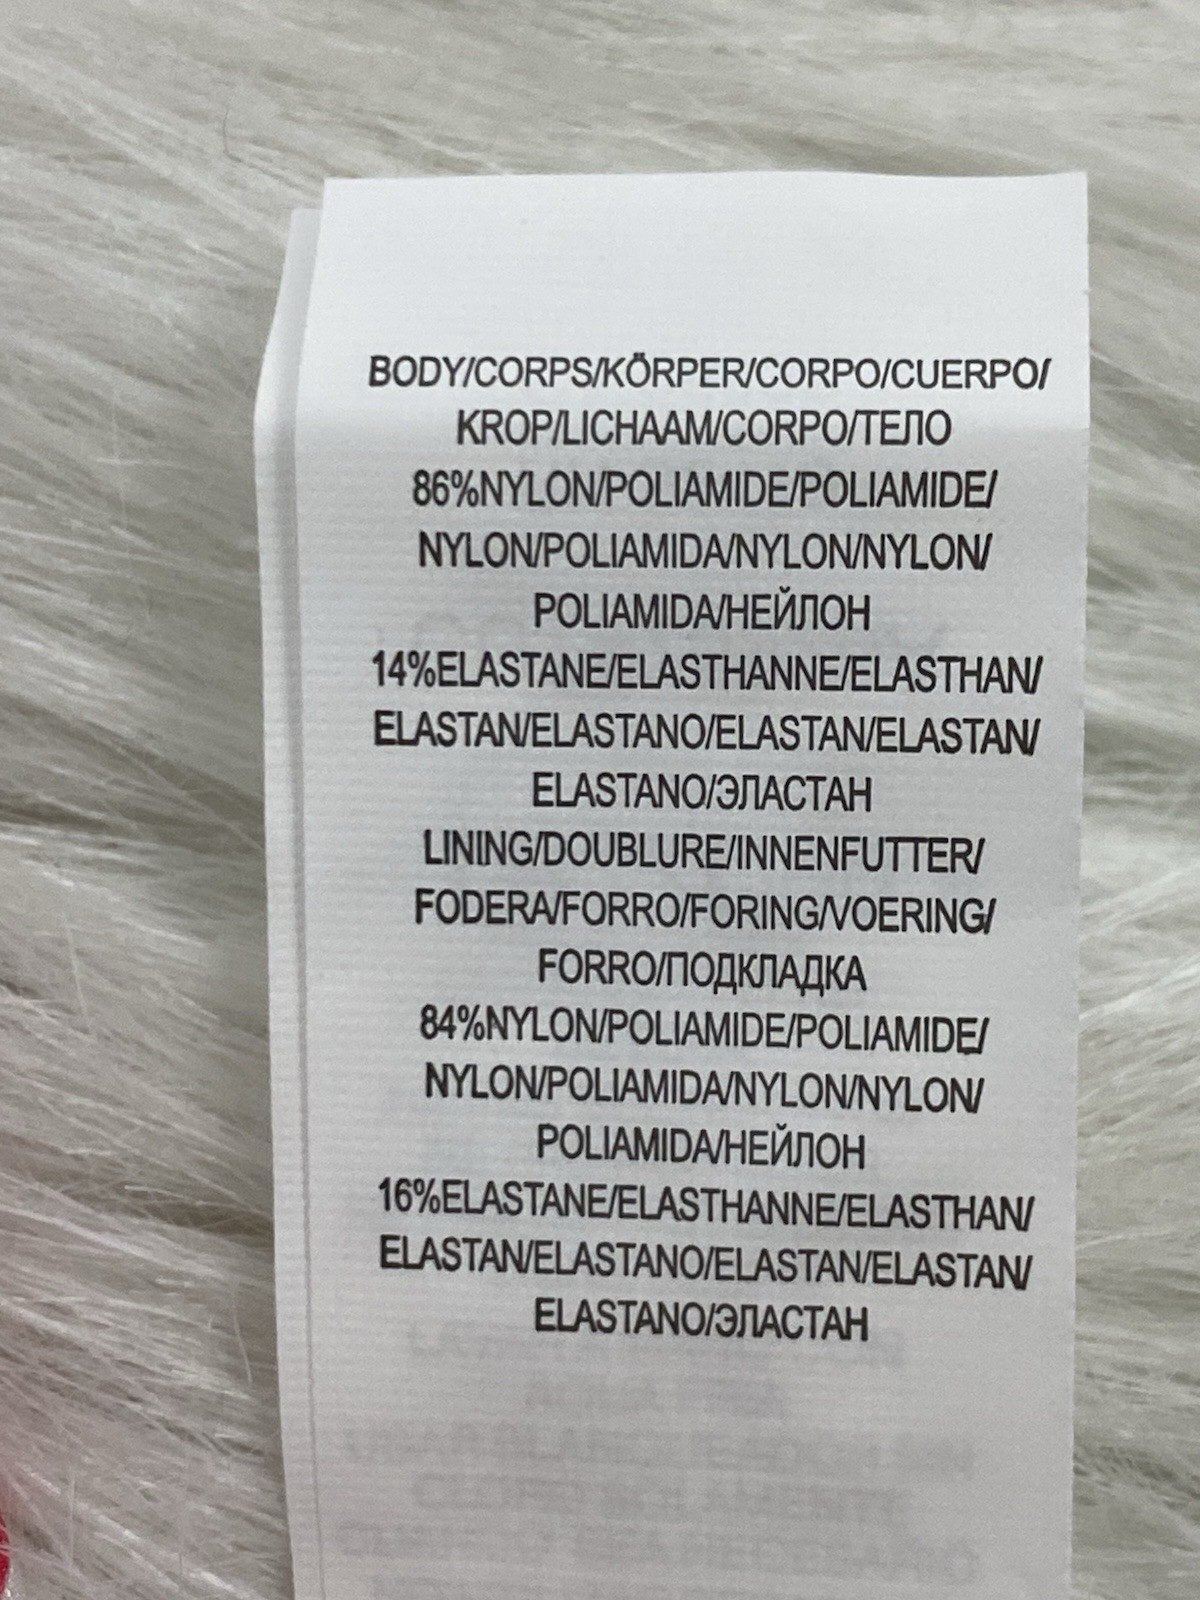 BODY/CORPS/KÖRPER/CORPO/CUERPO/
KROP/LICHAAM/CORPO/ТЕЛО
86%NYLON/POLIAMIDE/POLIAMIDE/
NYLON/POLIAMIDA/NYLON/NYLON/
POLIAMIDA/НЕЙЛОН
14%ELASTANE/ELASTHANNE/ELASTHAN/
ELASTAN/ELASTANO/ELASTAN/ELASTAN/
ELASTANO/ЭЛАСТАН
LINING/DOUBLURE/INNENFUTTER/
FODERA/FORRO/FORING/VOERING/
FORRO/ПОДКЛАДКА
84%NYLON/POLIAMIDE/POLIAMIDE/
NYLON/POLIAMIDA/NYLON/NYLON/
POLIAMIDA/НЕЙЛОН
16%ELASTANE/ELASTHANNE/ELASTHAN/
ELASTAN/ELASTANO/ELASTAN/ELASTAN/
ELASTANO/ЭЛАСТАН